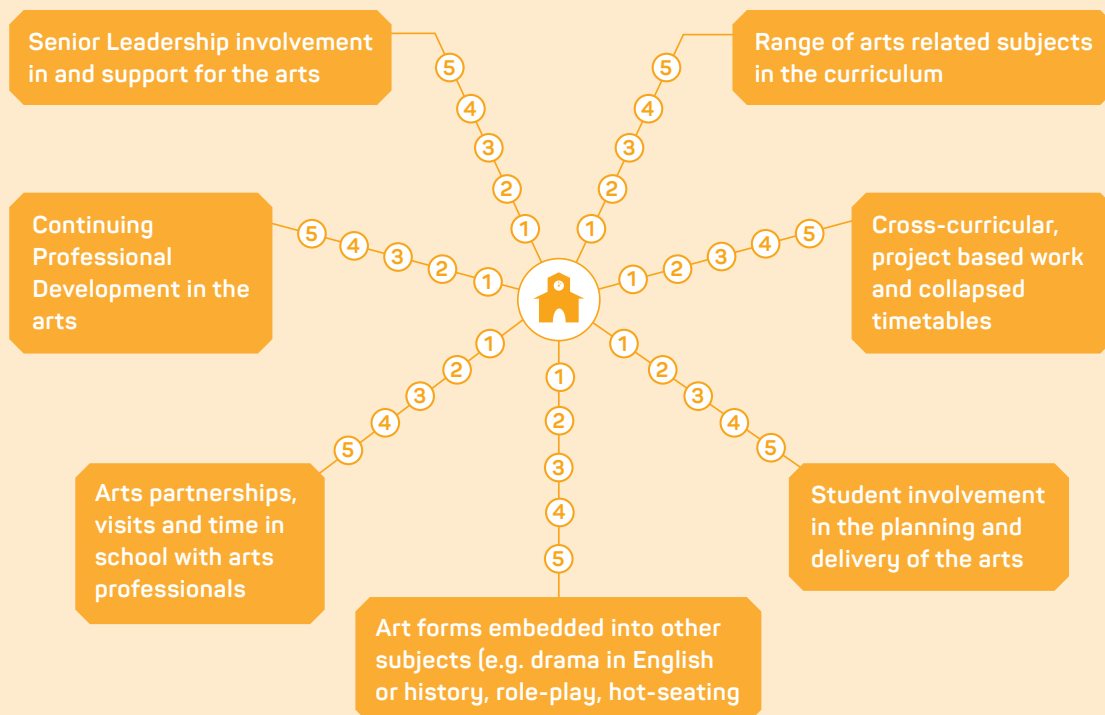 Senior Leadership involvement
in and support for the arts
5
4
3
2
1
Range of arts related subjects
in the curriculum
5
4
3
2
1
Continuing
Professional
Development in the
arts
5
4
3
2
1
Cross-curricular,
project based work
and collapsed
timetables
1
2
3
4
5
Arts partnerships,
visits and time in
school with arts
professionals
1
2
3
4
5
Art forms embedded into other
subjects (e.g. drama in English
or history, role-play, hot-seating
1
2
3
4
5
Student involvement
in the planning and
delivery of the arts
1
2
3
4
5